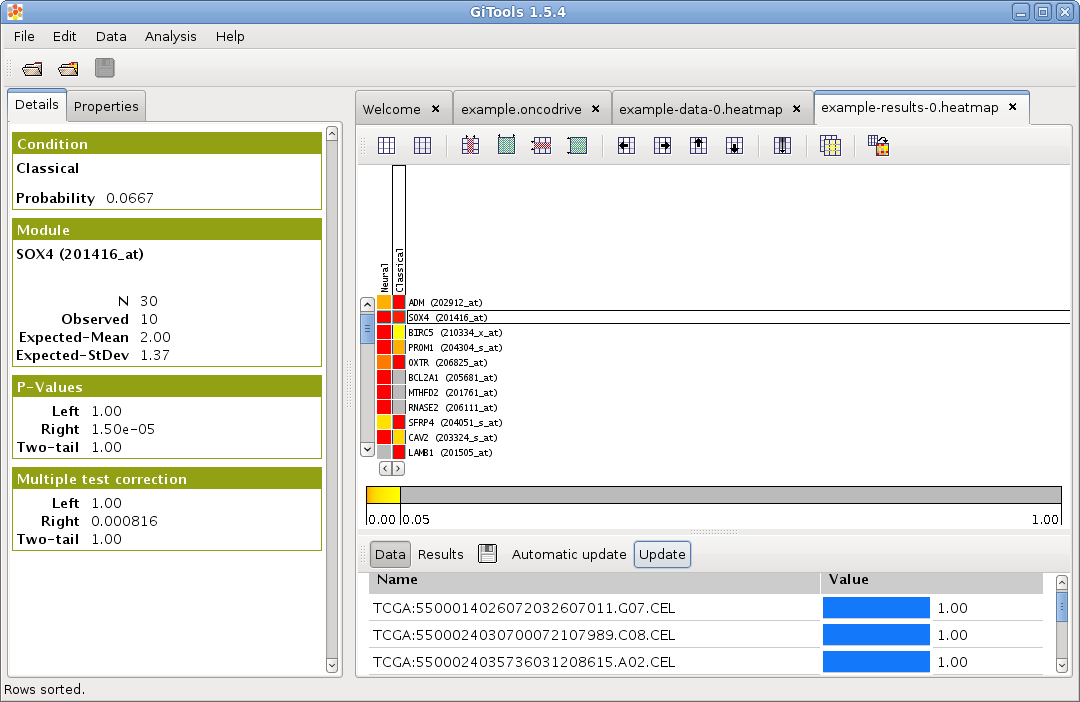 GiTools 1.5.4
File Edit Data Analysis Help
Details Properties
Condition
Classical
Probability 0.0667
Module
SOX4 (201416_at)
N 30
Observed 10
Expected-Mean 2.00
Expected-StDev 1.37
P-Values
Left 1.00
Right 1.50e-05
Two-tail 1.00
Multiple test correction
Left 1.00
Right 0.000816
Two-tail 1.00
Welcome example.oncodrive example-data-0.heatmap example-results-0.heatmap
Neural
Classical
ADM (202912_at)
SOX4 (201416_at)
BIRC5 (210334_x_at)
PROM1 (204304_s_at)
OXTR (206825_at)
BCL2A1 (205681_at)
MTHFD2 (201761_at)
RNASE2 (206111_at)
SFRP4 (204051_s_at)
CAV2 (203324_s_at)
LAMB1 (201505_at)
0.00 0.05 1.00
Data Results Automatic update Update
Name Value
TCGA:5500014026072032607011.G07.CEL 1.00
TCGA:5500024030700072107989.C08.CEL 1.00
TCGA:5500024035736031208615.A02.CEL 1.00
Rows sorted.